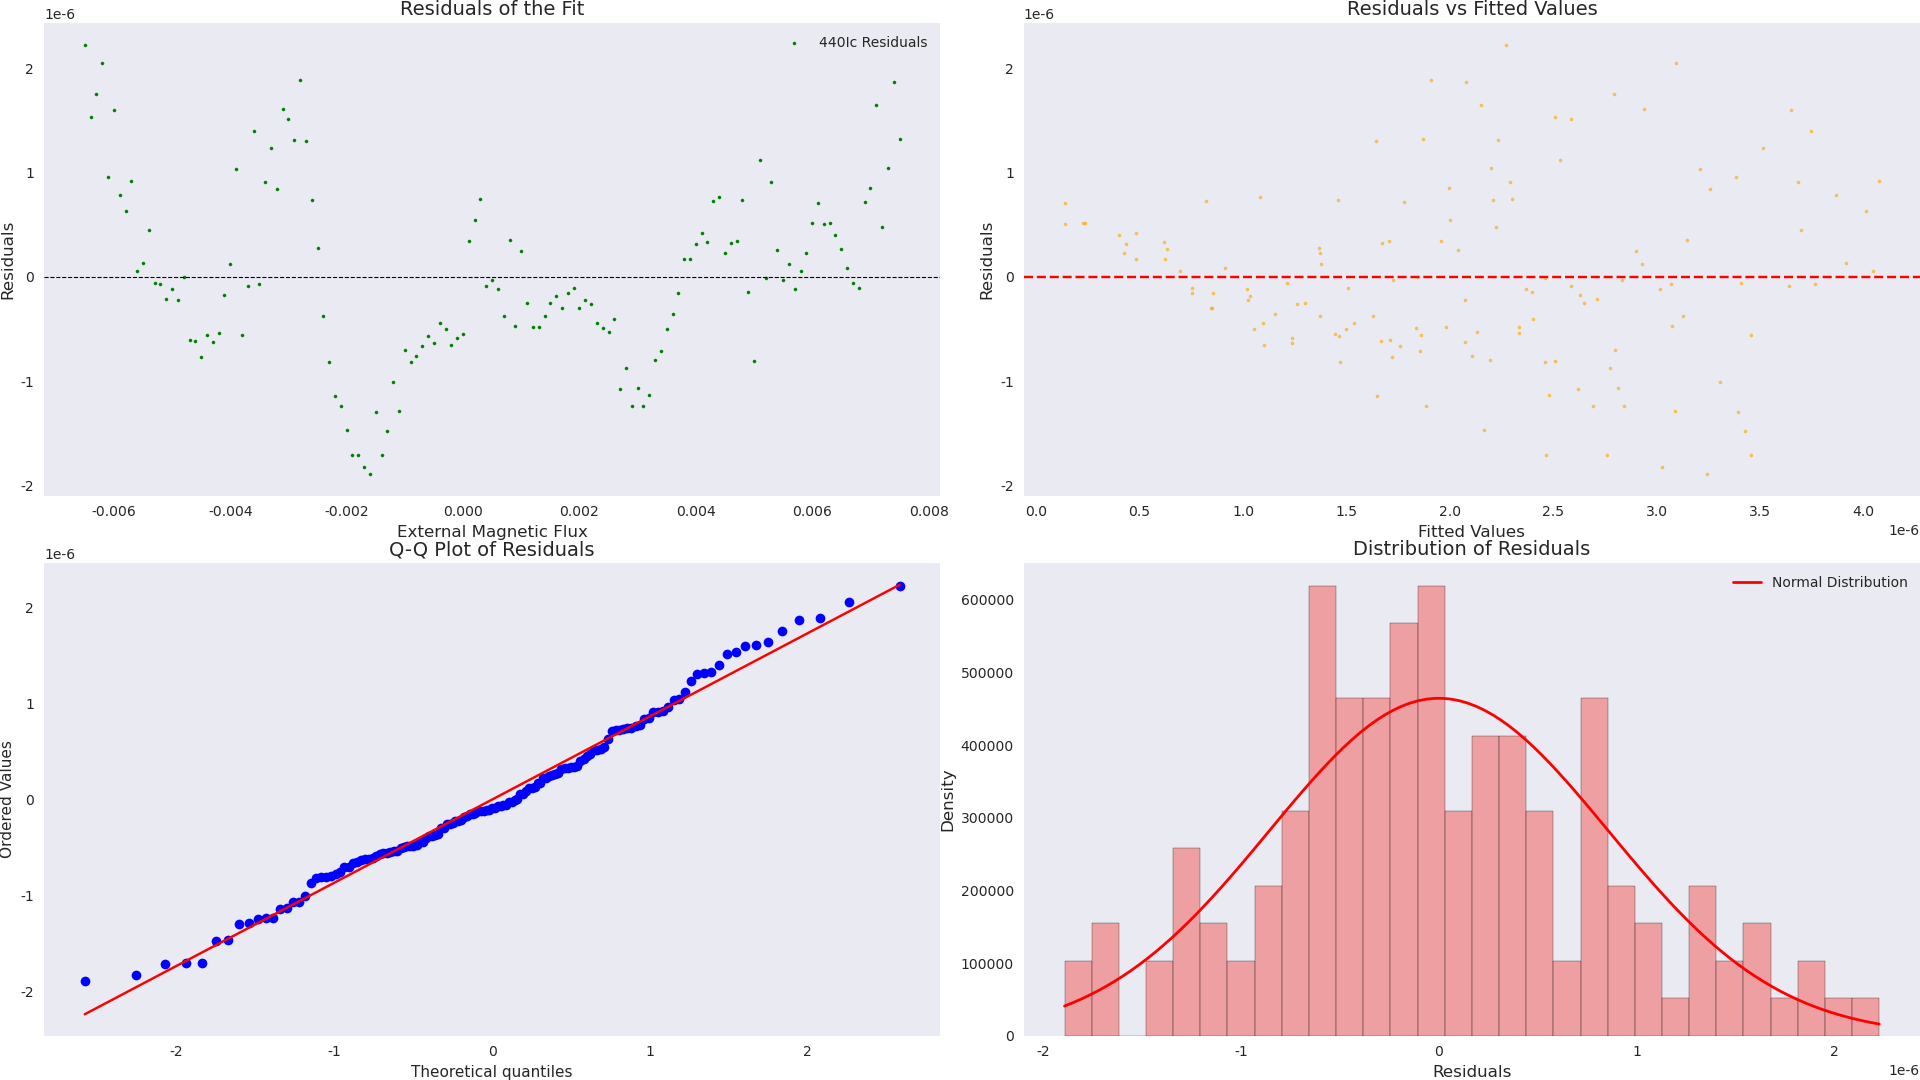 Residuals of the Fit
1e-6
440Ic Residuals
2
1
0
-1
-2
Residuals
-0.006 -0.004 -0.002 0.000 0.002 0.004 0.006 0.008
External Magnetic Flux
Residuals vs Fitted Values
1e-6
2
1
0
-1
-2
Residuals
0.0 0.5 1.0 1.5 2.0 2.5 3.0 3.5 4.0
1e-6
Fitted Values
Q-Q Plot of Residuals
1e-6
2
1
0
-1
-2
Ordered Values
-2 -1 0 1 2
Theoretical quantiles
Distribution of Residuals
Normal Distribution
600000
500000
400000
300000
200000
100000
0
Density
-2 -1 0 1 2
1e-6
Residuals